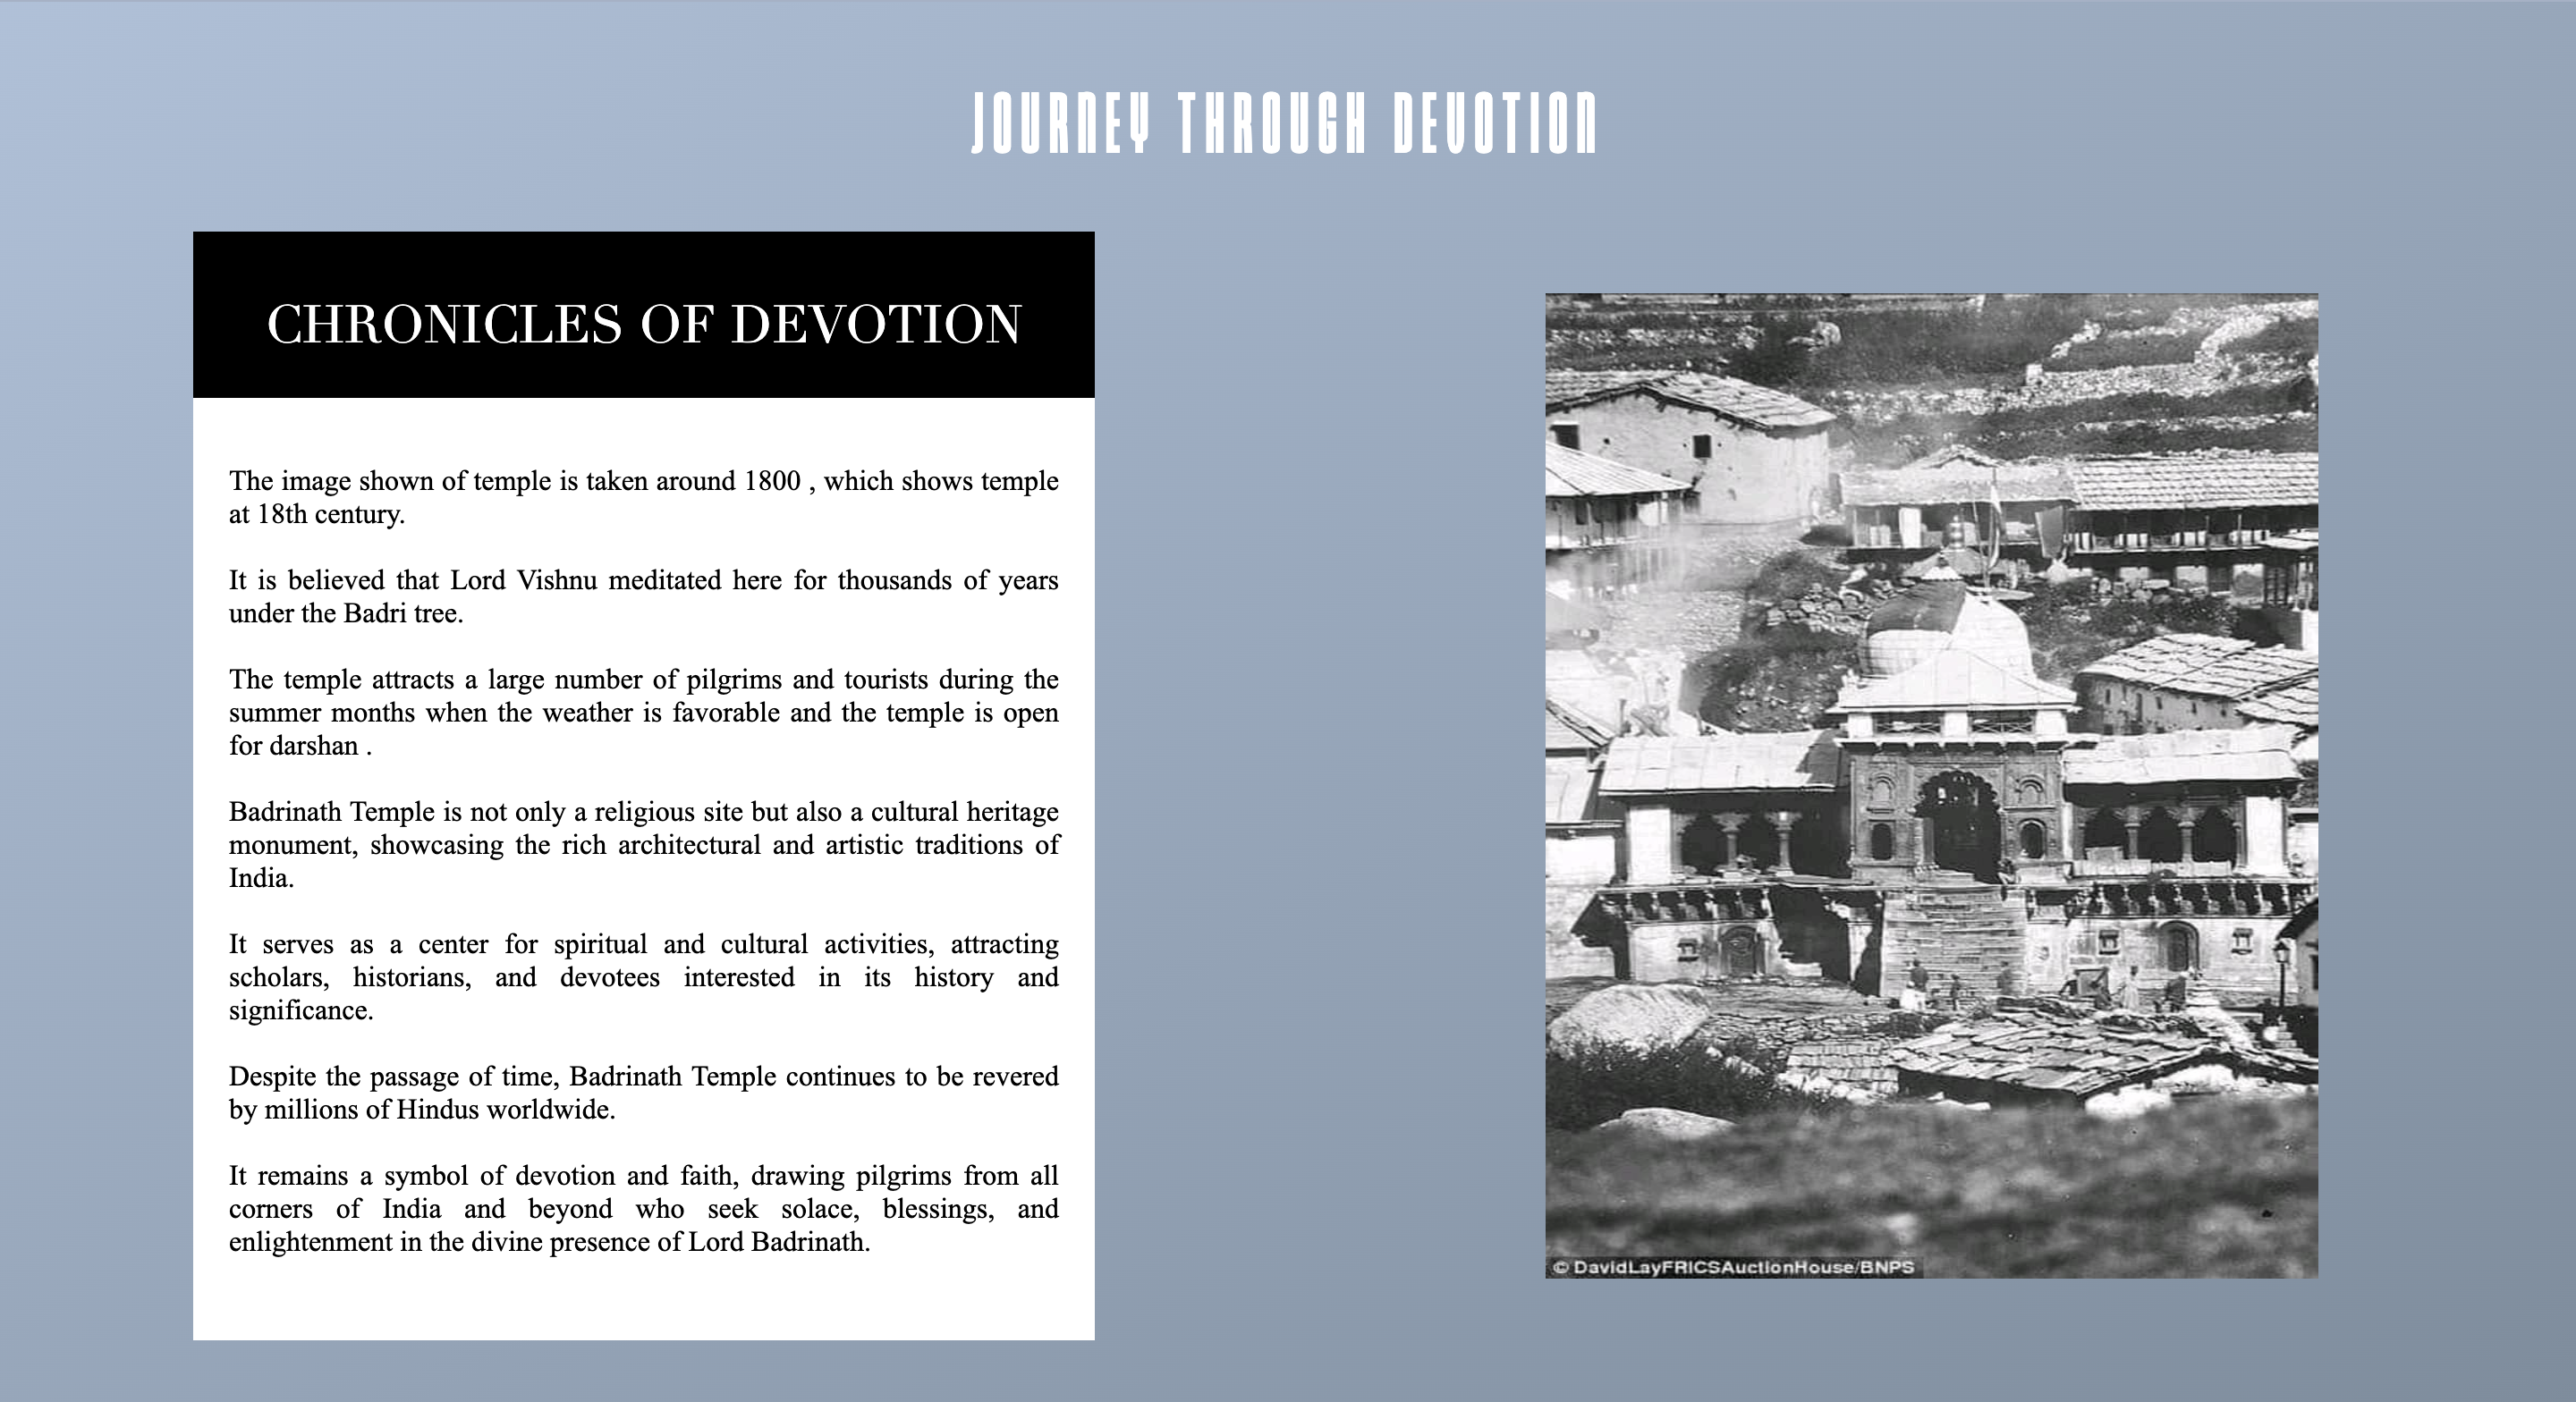 JOURNEY THROUGH DEVOTION
CHRONICLES OF DEVOTION
The image shown of temple is taken around 1800 , which shows temple
at 18th century.
It is believed that Lord Vishnu meditated here for thousands of years
under the Badri tree.
The temple attracts a large number of pilgrims and tourists during the
summer months when the weather is favorable and the temple is open
for darshan .
Badrinath Temple is not only a religious site but also a cultural heritage
monument, showcasing the rich architectural and artistic traditions of
India.
It serves as a center for spiritual and cultural activities, attracting
scholars, historians, and devotees interested in its history and
significance.
Despite the passage of time, Badrinath Temple continues to be revered
by millions of Hindus worldwide.
It remains a symbol of devotion and faith, drawing pilgrims from all
corners of India and beyond who seek solace, blessings, and
enlightenment in the divine presence of Lord Badrinath.
© DavidLayFRICSAuctionHouse/BNPS